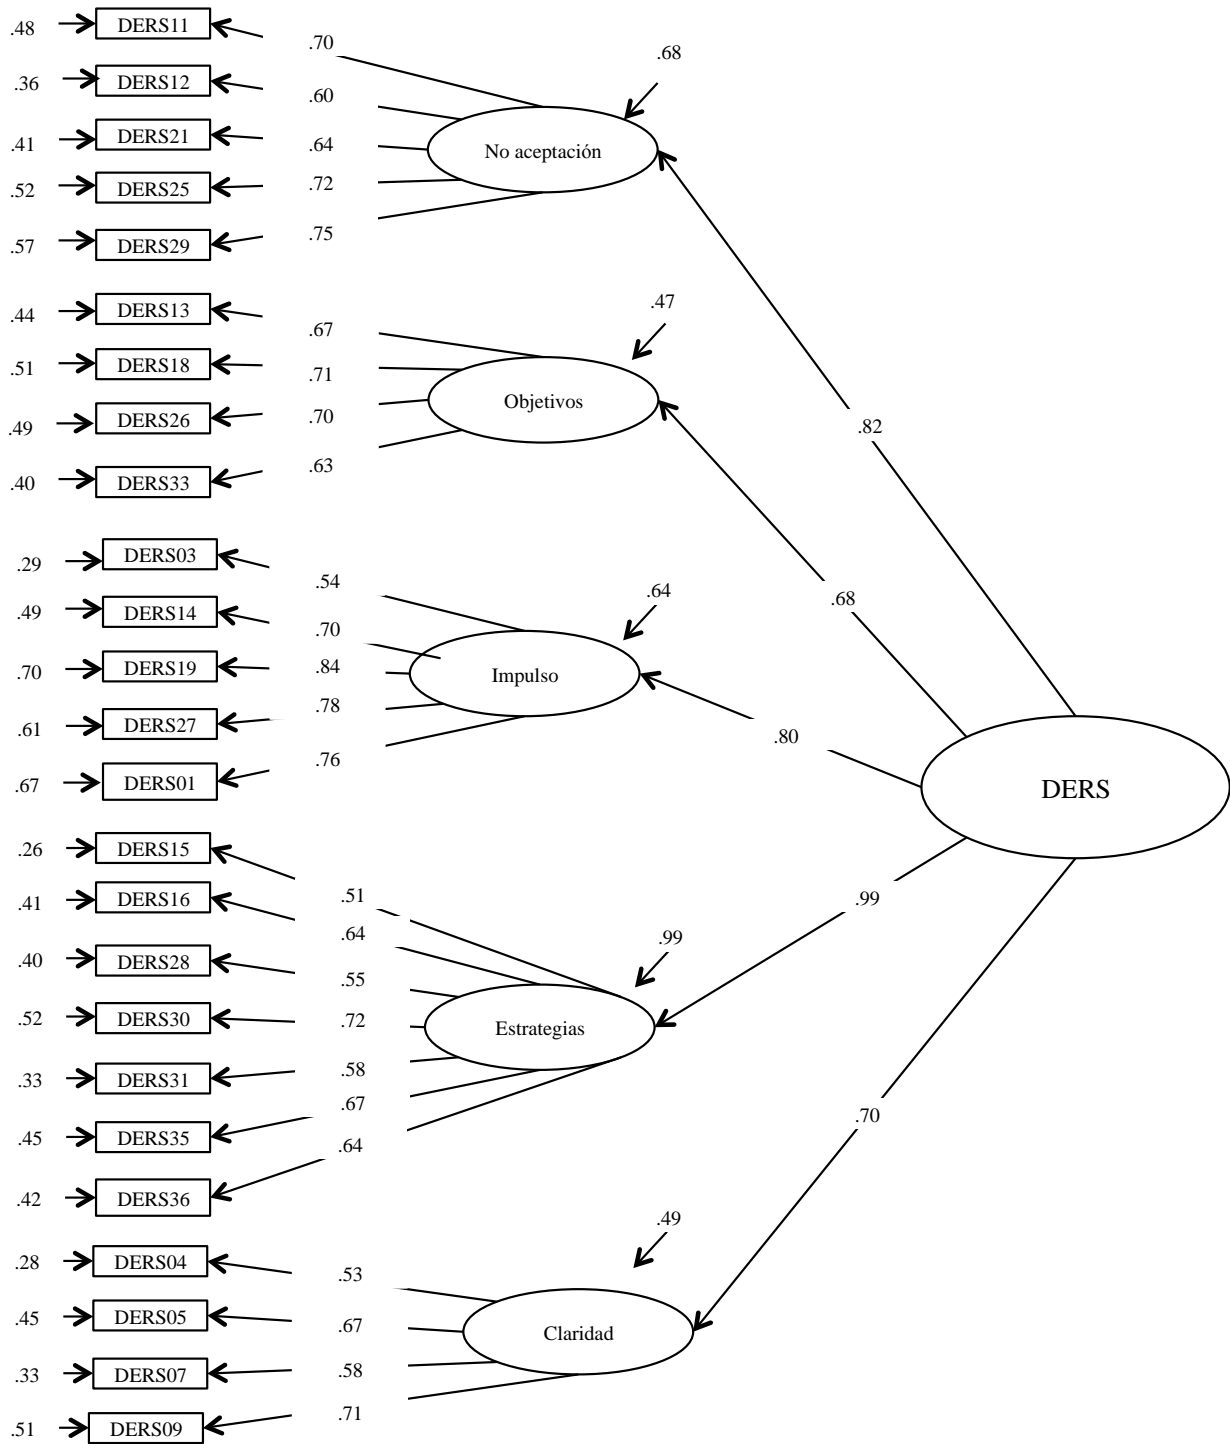 .48 DERS11 .70
.36 DERS12 .60
.41 DERS21 .64
.52 DERS25 .72
.57 DERS29 .75
.68
No aceptación
.82
.44 DERS13 .67
.51 DERS18 .71
.49 DERS26 .70
.40 DERS33 .63
.47
Objetivos
.68
.29 DERS03 .54
.49 DERS14 .70
.70 DERS19 .84
.61 DERS27 .78
.67 DERS01 .76
.64
Impulso
.80
DERS
.26 DERS15 .51
.41 DERS16 .64
.40 DERS28 .55
.52 DERS30 .72
.33 DERS31 .58
.45 DERS35 .67
.42 DERS36 .64
.99
Estrategias
.99
.28 DERS04 .53
.45 DERS05 .67
.33 DERS07 .58
.51 DERS09 .71
.49
Claridad
.70